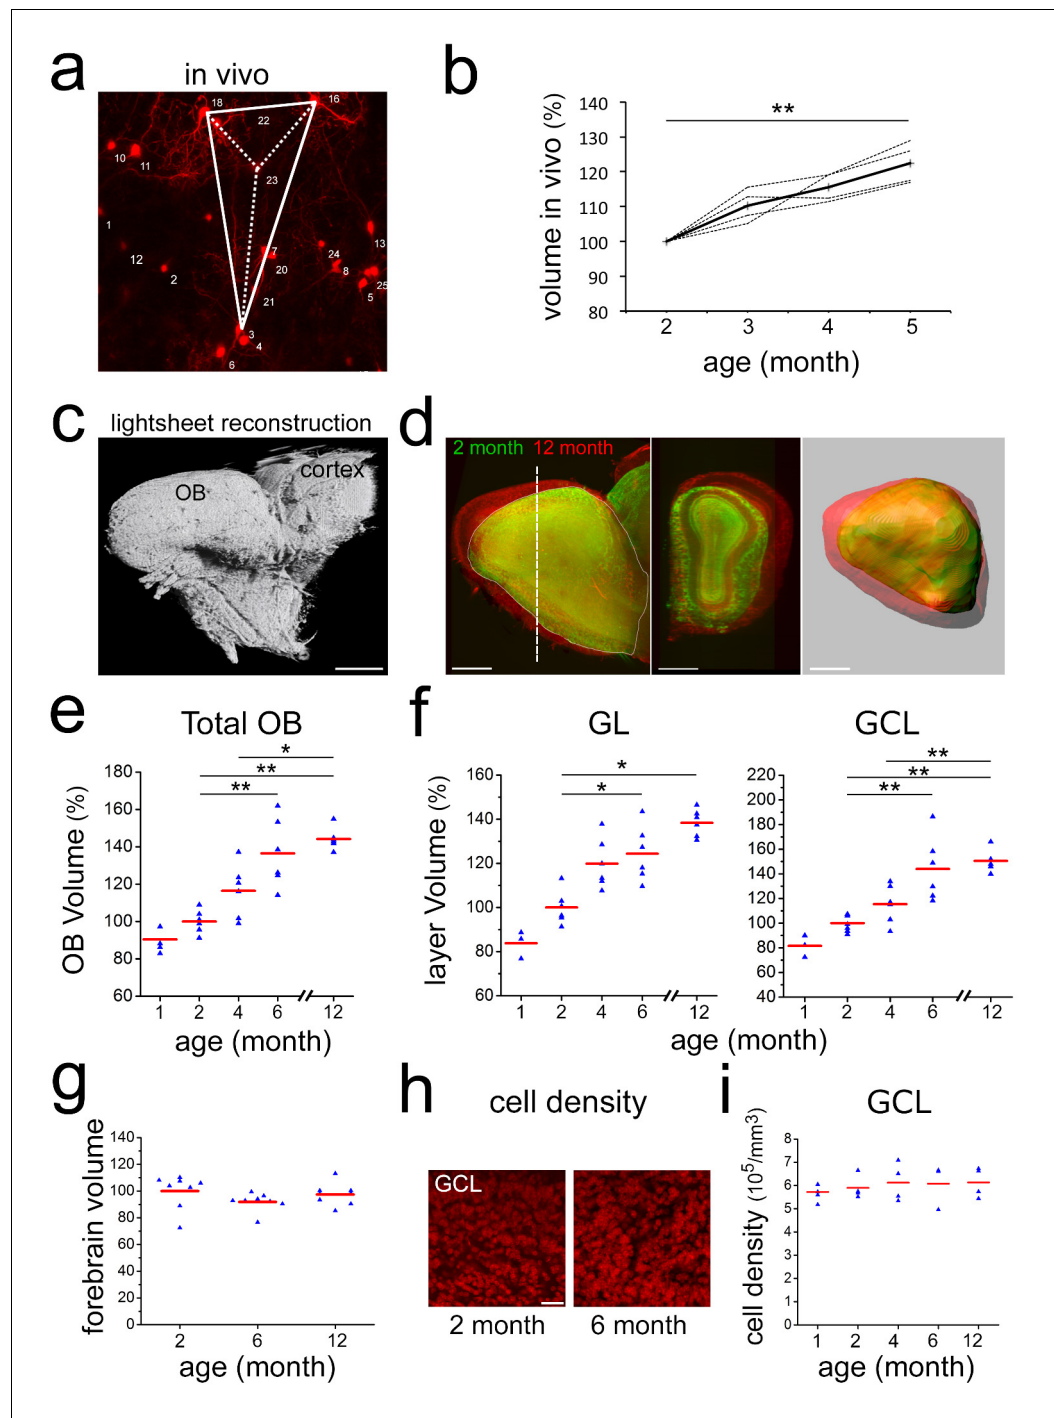 a
in vivo
18
16
22
10
11
23
1
13
12
7
24
2
20
8
25
5
21
3
4
6
b
volume in vivo (%)
140
130
120
110
100
90
80
**
2 3 4 5
age (month)
c
lightsheet reconstruction
OB
cortex
d
2 month 12 month
e
Total OB
OB Volume (%)
180
160
140
120
100
80
60
*
**
**
1 2 4 6 12
age (month)
f
GL
layer Volume (%)
160
140
120
100
80
60
*
*
1 2 4 6 12
GCL
220
200
180
160
140
120
100
80
60
40
**
**
**
1 2 4 6 12
age (month)
g
forebrain volume
140
120
100
80
60
40
20
0
2 6 12
age (month)
h
cell density
GCL
2 month 6 month
i
GCL
cell density (10⁵/mm³)
8
7
6
5
4
3
2
1
0
1 2 4 6 12
age (month)